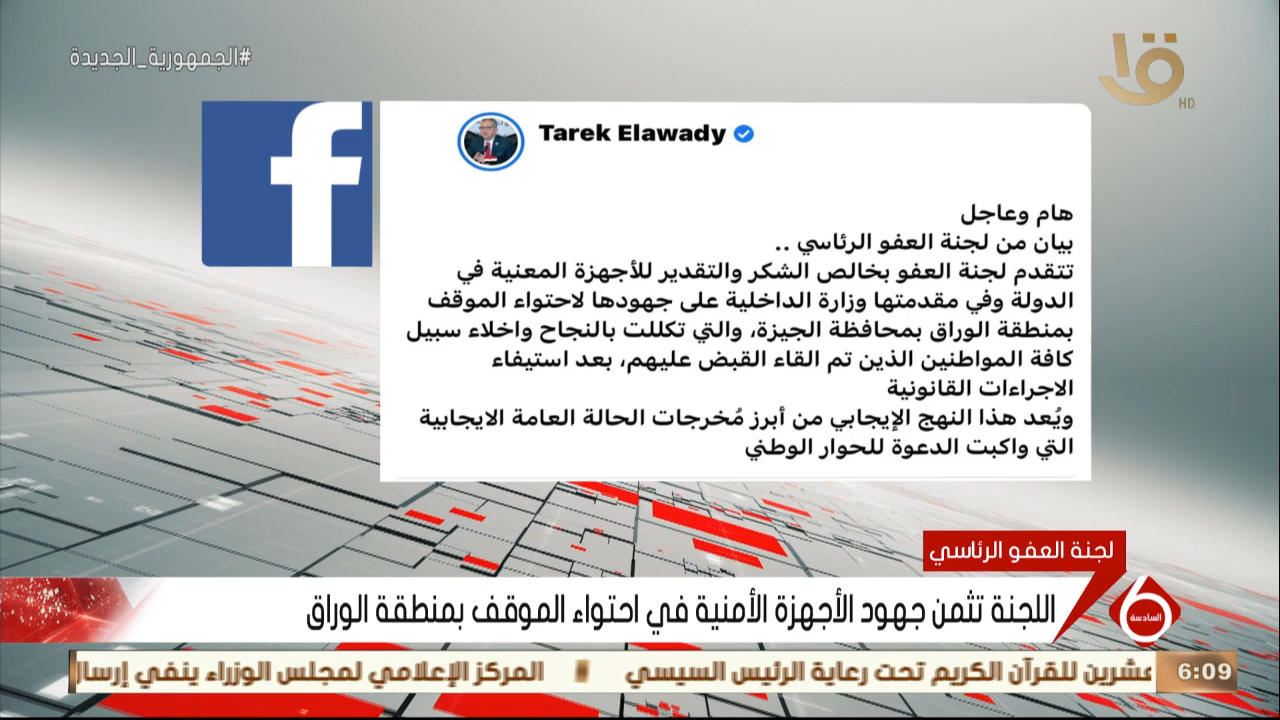 #الجمهورية_الجديدة
HD
Tarek Elawady
هام وعاجل
بيان من لجنة العفو الرئاسي ..
تتقدم لجنة العفو بخالص الشكر والتقدير للأجهزة المعنية في
الدولة وفي مقدمتها وزارة الداخلية على جهودها لاحتواء الموقف
بمنطقة الوراق بمحافظة الجيزة، والتي تكللت بالنجاح واخلاء سبيل
كافة المواطنين الذين تم القاء القبض عليهم، بعد استيفاء
الاجراءات القانونية
ويُعد هذا النهج الإيجابي من أبرز مُخرجات الحالة العامة الايجابية
التي واكبت الدعوة للحوار الوطني
لجنة العفو الرئاسي
السادسة
اللجنة تثمن جهود الأجهزة الأمنية في احتواء الموقف بمنطقة الوراق
6:09
للقرآن الكريم تحت رعاية الرئيس السيسي
المركز الإعلامي لمجلس الوزراء ينفي